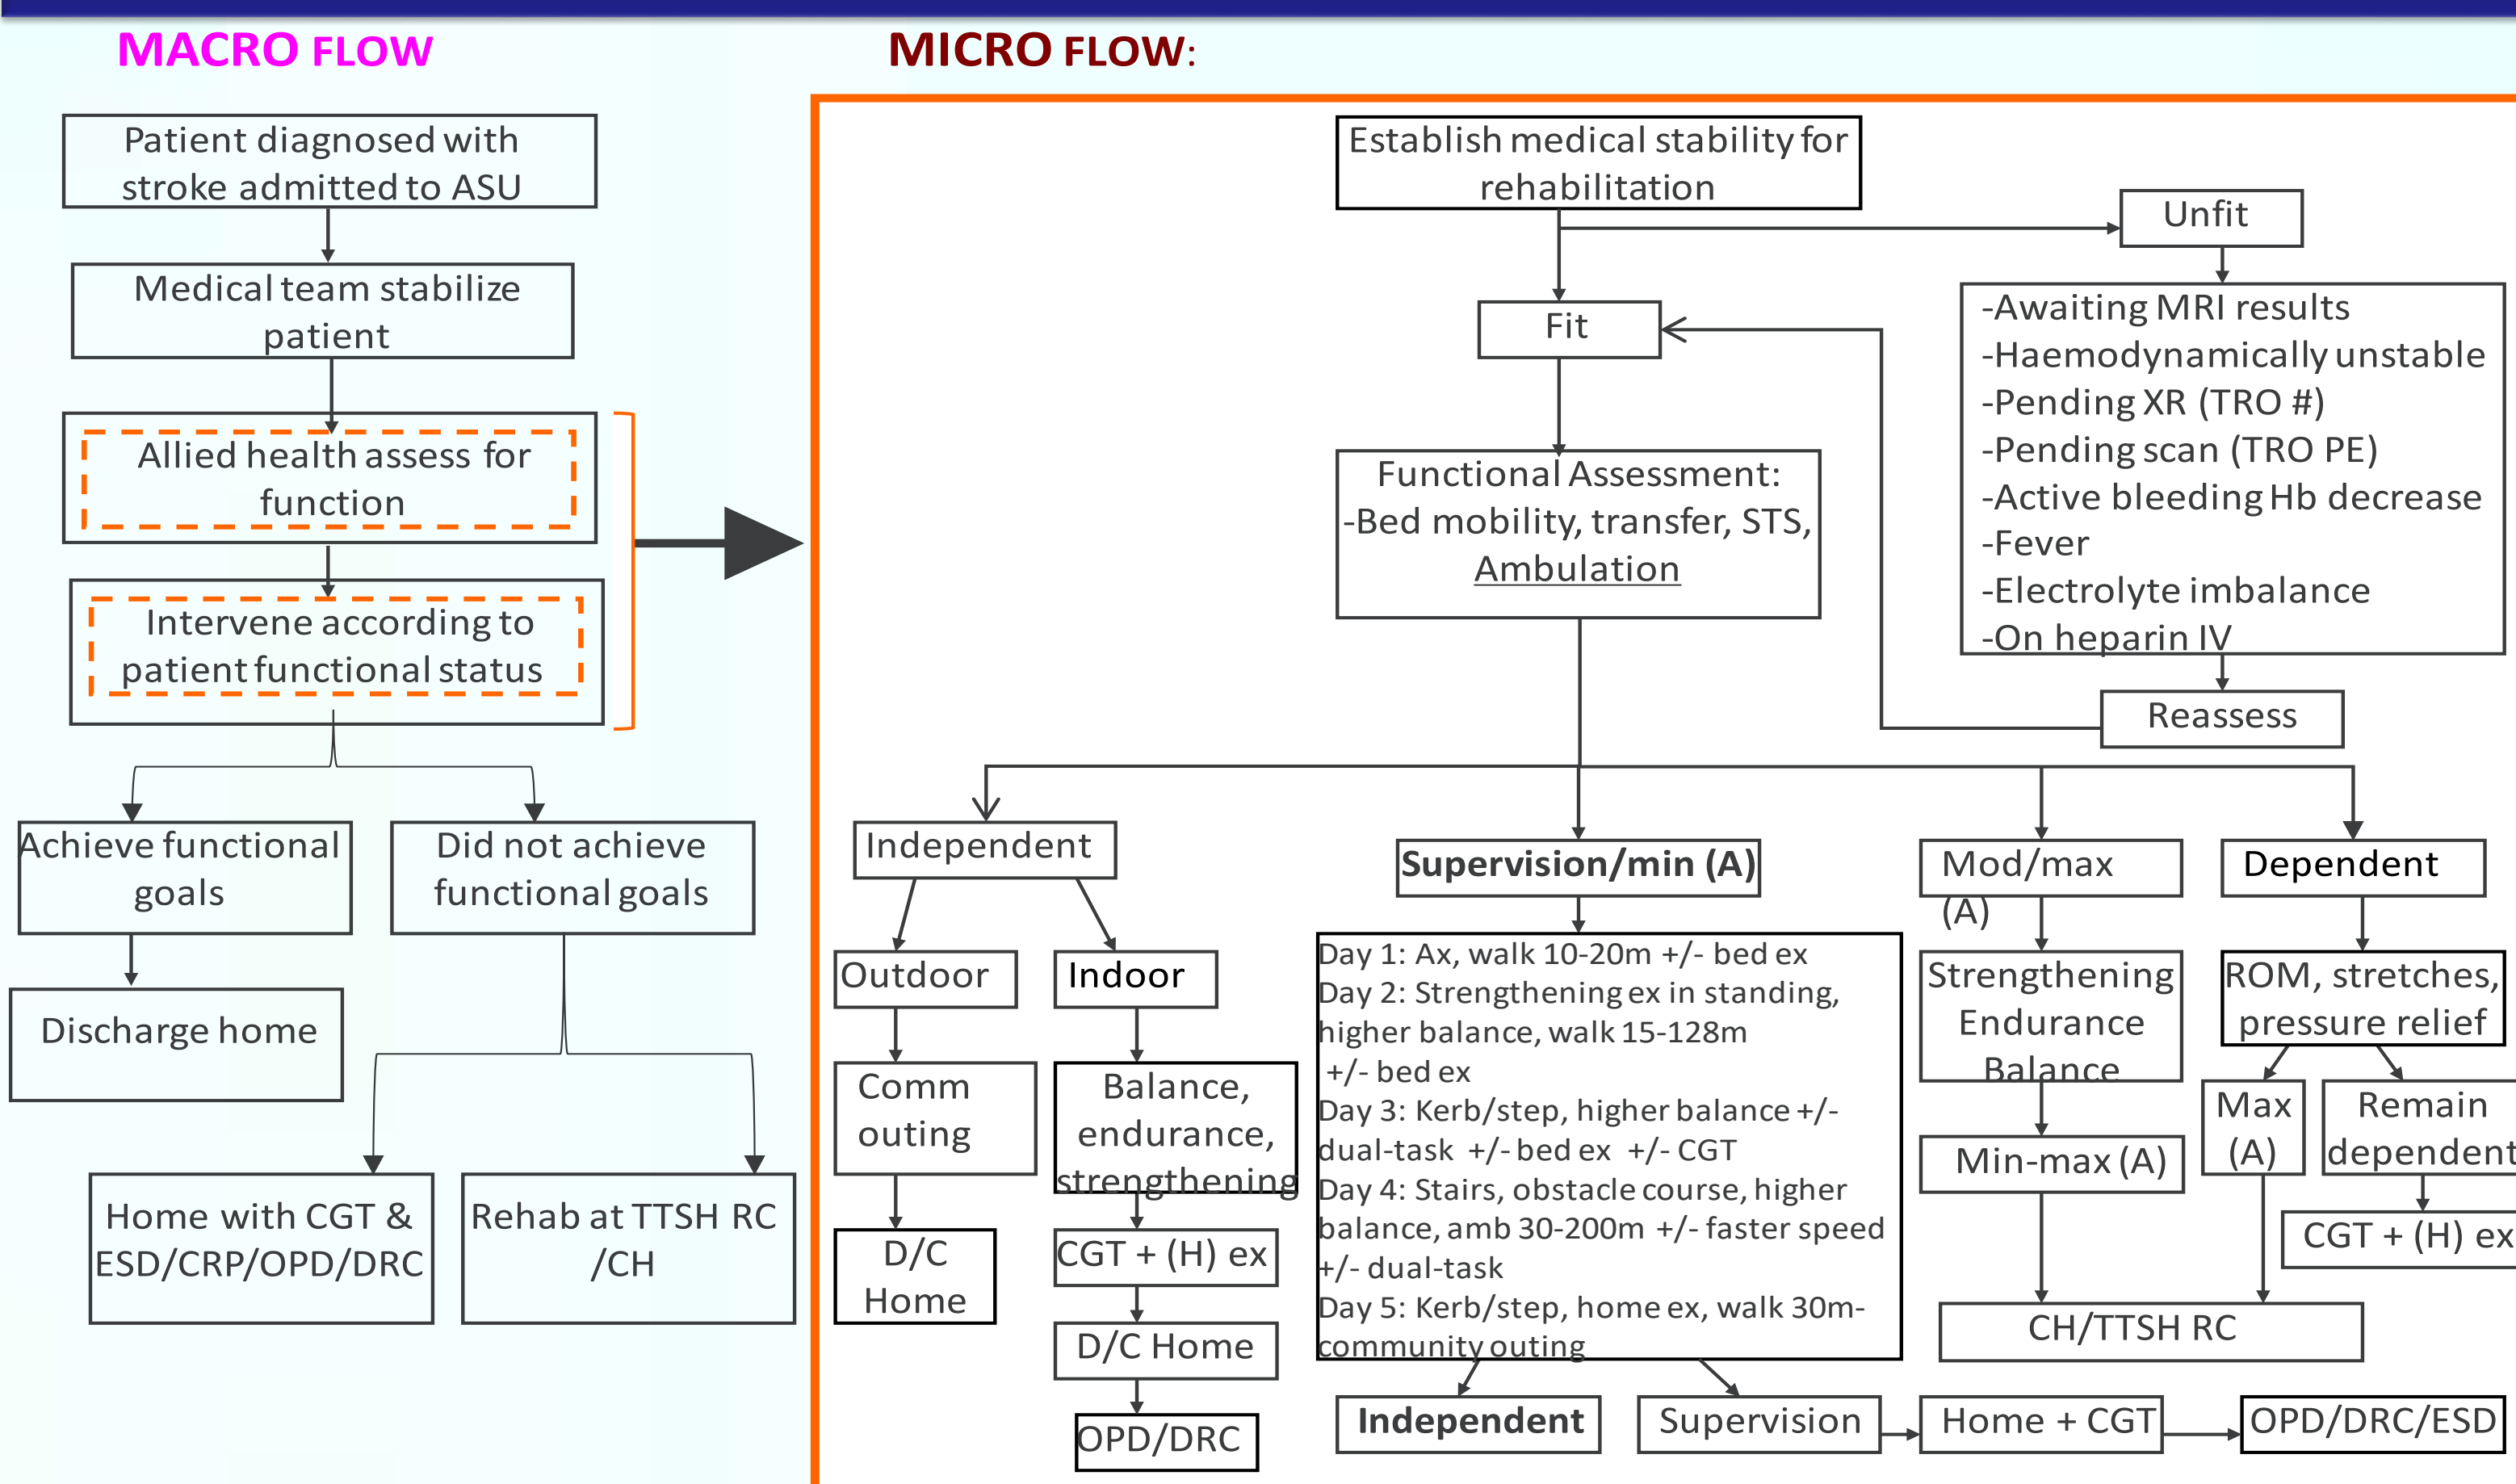 MACRO FLOW
Patient diagnosed with
stroke admitted to ASU
Medical team stabilize
patient
Allied health assess for
function
Intervene according to
patient functional status
Achieve functional
goals
Did not achieve
functional goals
Discharge home
Home with CGT &
ESD/CRP/OPD/DRC
Rehab at TTSH RC
/CH
MICRO FLOW:
Establish medical stability for
rehabilitation
Unfit
Fit
-Awaiting MRI results
-Haemodynamically unstable
-Pending XR (TRO #)
-Pending scan (TRO PE)
-Active bleeding Hb decrease
-Fever
-Electrolyte imbalance
-On heparin IV
Reassess
Functional Assessment:
-Bed mobility, transfer, STS,
Ambulation
Independent
Outdoor
Comm
outing
D/C
Home
Indoor
Balance,
endurance,
strengthening
CGT + (H) ex
D/C Home
OPD/DRC
Supervision/min (A)
Day 1: Ax, walk 10-20m +/- bed ex
Day 2: Strengthening ex in standing,
higher balance, walk 15-128m
+/- bed ex
Day 3: Kerb/step, higher balance +/-
dual-task +/- bed ex +/- CGT
Day 4: Stairs, obstacle course, higher
balance, amb 30-200m +/- faster speed
+/- dual-task
Day 5: Kerb/step, home ex, walk 30m-
community outing
Independent
Supervision
Home + CGT
OPD/DRC/ESD
Mod/max
(A)
Strengthening
Endurance
Balance
Min-max (A)
Dependent
ROM, stretches,
pressure relief
Max
(A)
Remain
dependent
CGT + (H) ex
CH/TTSH RC